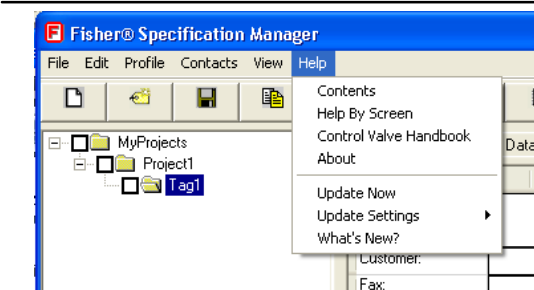 Fisher® Specification Manager
File Edit Profile Contacts View Help
Contents
Help By Screen
Control Valve Handbook
About
Update Now
Update Settings
What's New?
MyProjects
Project1
Tag1
Data
Customer:
Fax: